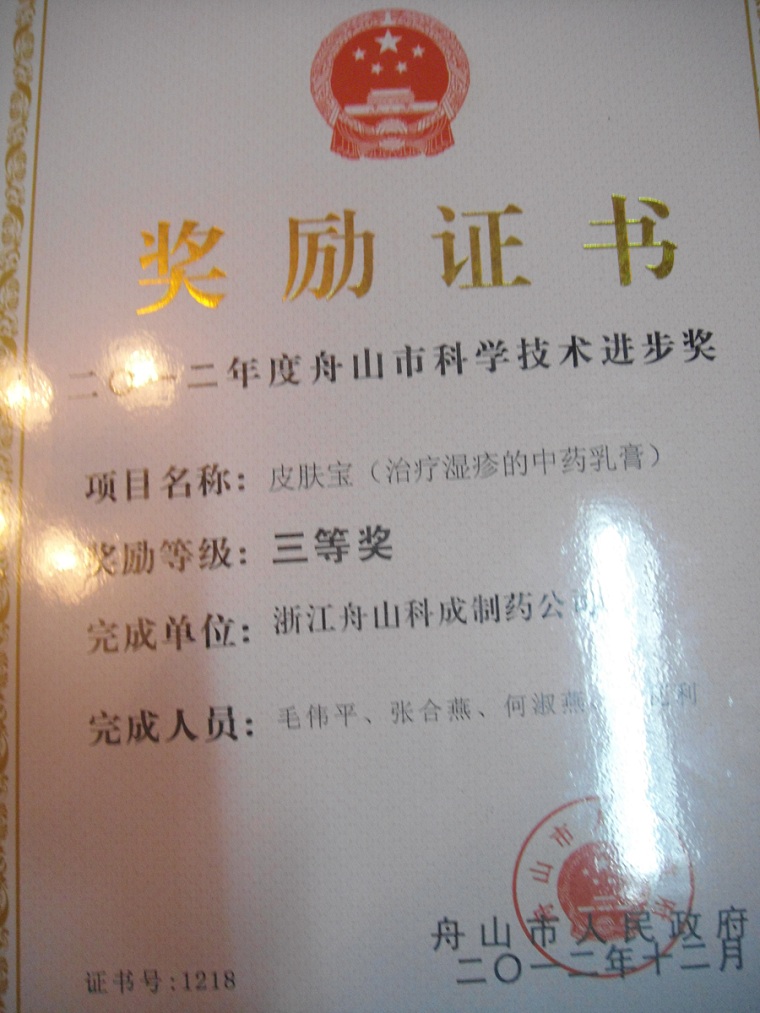 奖励证书
二〇一二年度舟山市科学技术进步奖
项目名称：皮肤宝（治疗湿疹的中药乳膏）
奖励等级：三等奖
完成单位：浙江舟山科成制药公司
完成人员：毛伟平、张合燕、何淑燕、
舟山市人民政府
二〇一二年十二月
证书号:1218